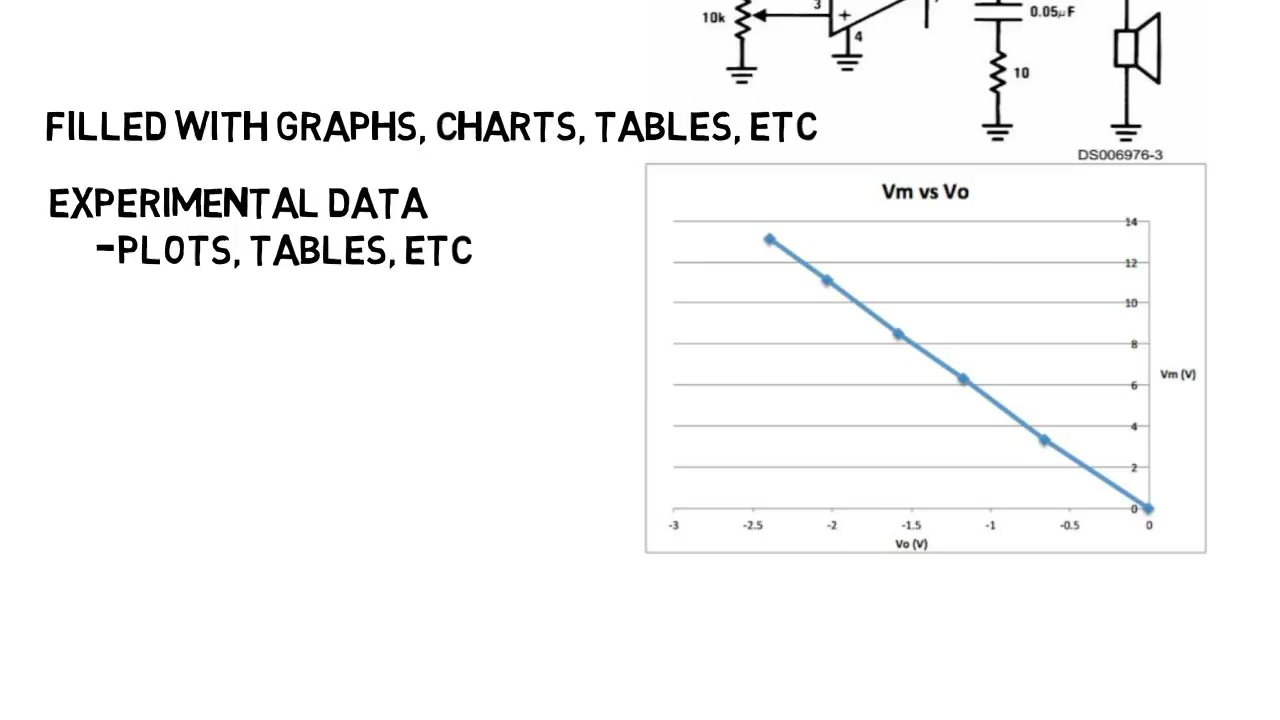 3
10k
+
4
0.05µF
10
DS006976-3
FILLED WITH GRAPHS, CHARTS, TABLES, ETC
EXPERIMENTAL DATA
-PLOTS, TABLES, ETC
Vm vs Vo
14
12
10
8
6
4
2
0
Vm (V)
-3 -2.5 -2 -1.5 -1 -0.5 0
Vo (V)